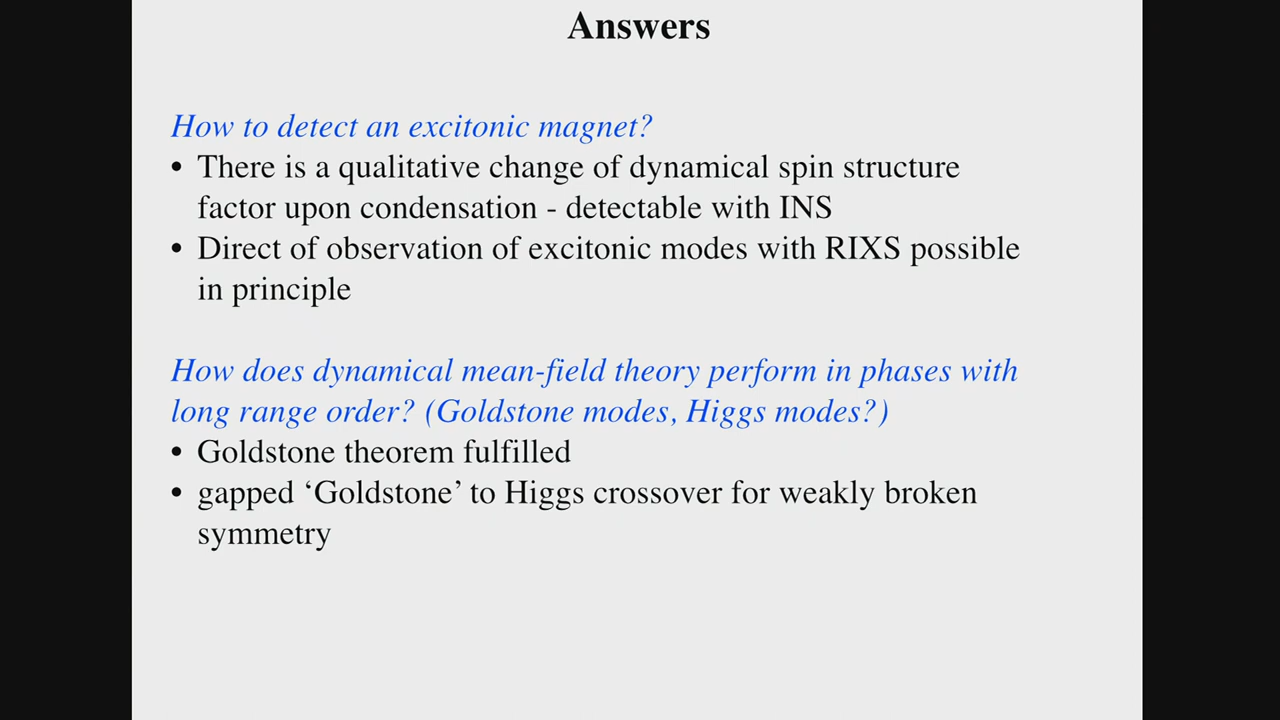 Answers
How to detect an excitonic magnet?
• There is a qualitative change of dynamical spin structure
factor upon condensation - detectable with INS
• Direct of observation of excitonic modes with RIXS possible
in principle
How does dynamical mean-field theory perform in phases with
long range order? (Goldstone modes, Higgs modes?)
• Goldstone theorem fulfilled
• gapped ‘Goldstone’ to Higgs crossover for weakly broken
symmetry